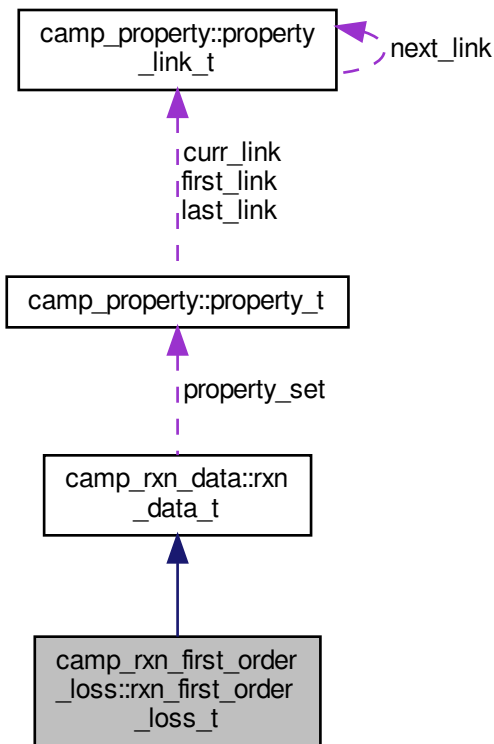 camp_property::property
_link_t
next_link
curr_link
first_link
last_link
camp_property::property_t
property_set
camp_rxn_data::rxn
_data_t
camp_rxn_first_order
_loss::rxn_first_order
_loss_t